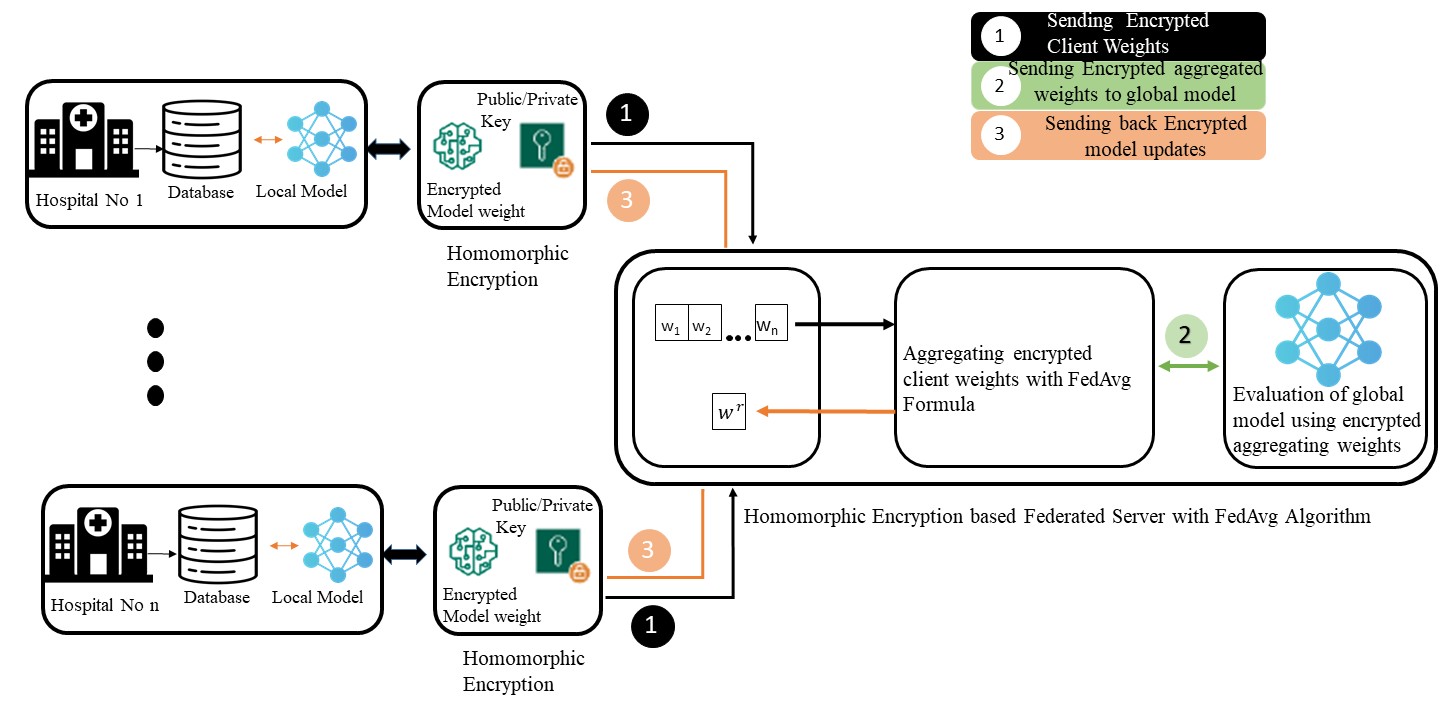 1
Sending Encrypted
Client Weights
2
Sending Encrypted aggregated
weights to global model
3
Sending back Encrypted
model updates
Hospital No 1
Database
Local Model
Public/Private
Key
Encrypted
Model weight
Homomorphic
Encryption
1
3
w1 w2 ... wn
w^r
Aggregating encrypted
client weights with FedAvg
Formula
2
Evaluation of global
model using encrypted
aggregating weights
Homomorphic Encryption based Federated Server with FedAvg Algorithm
Hospital No n
Database
Local Model
Public/Private
Key
Encrypted
Model weight
Homomorphic
Encryption
3
1